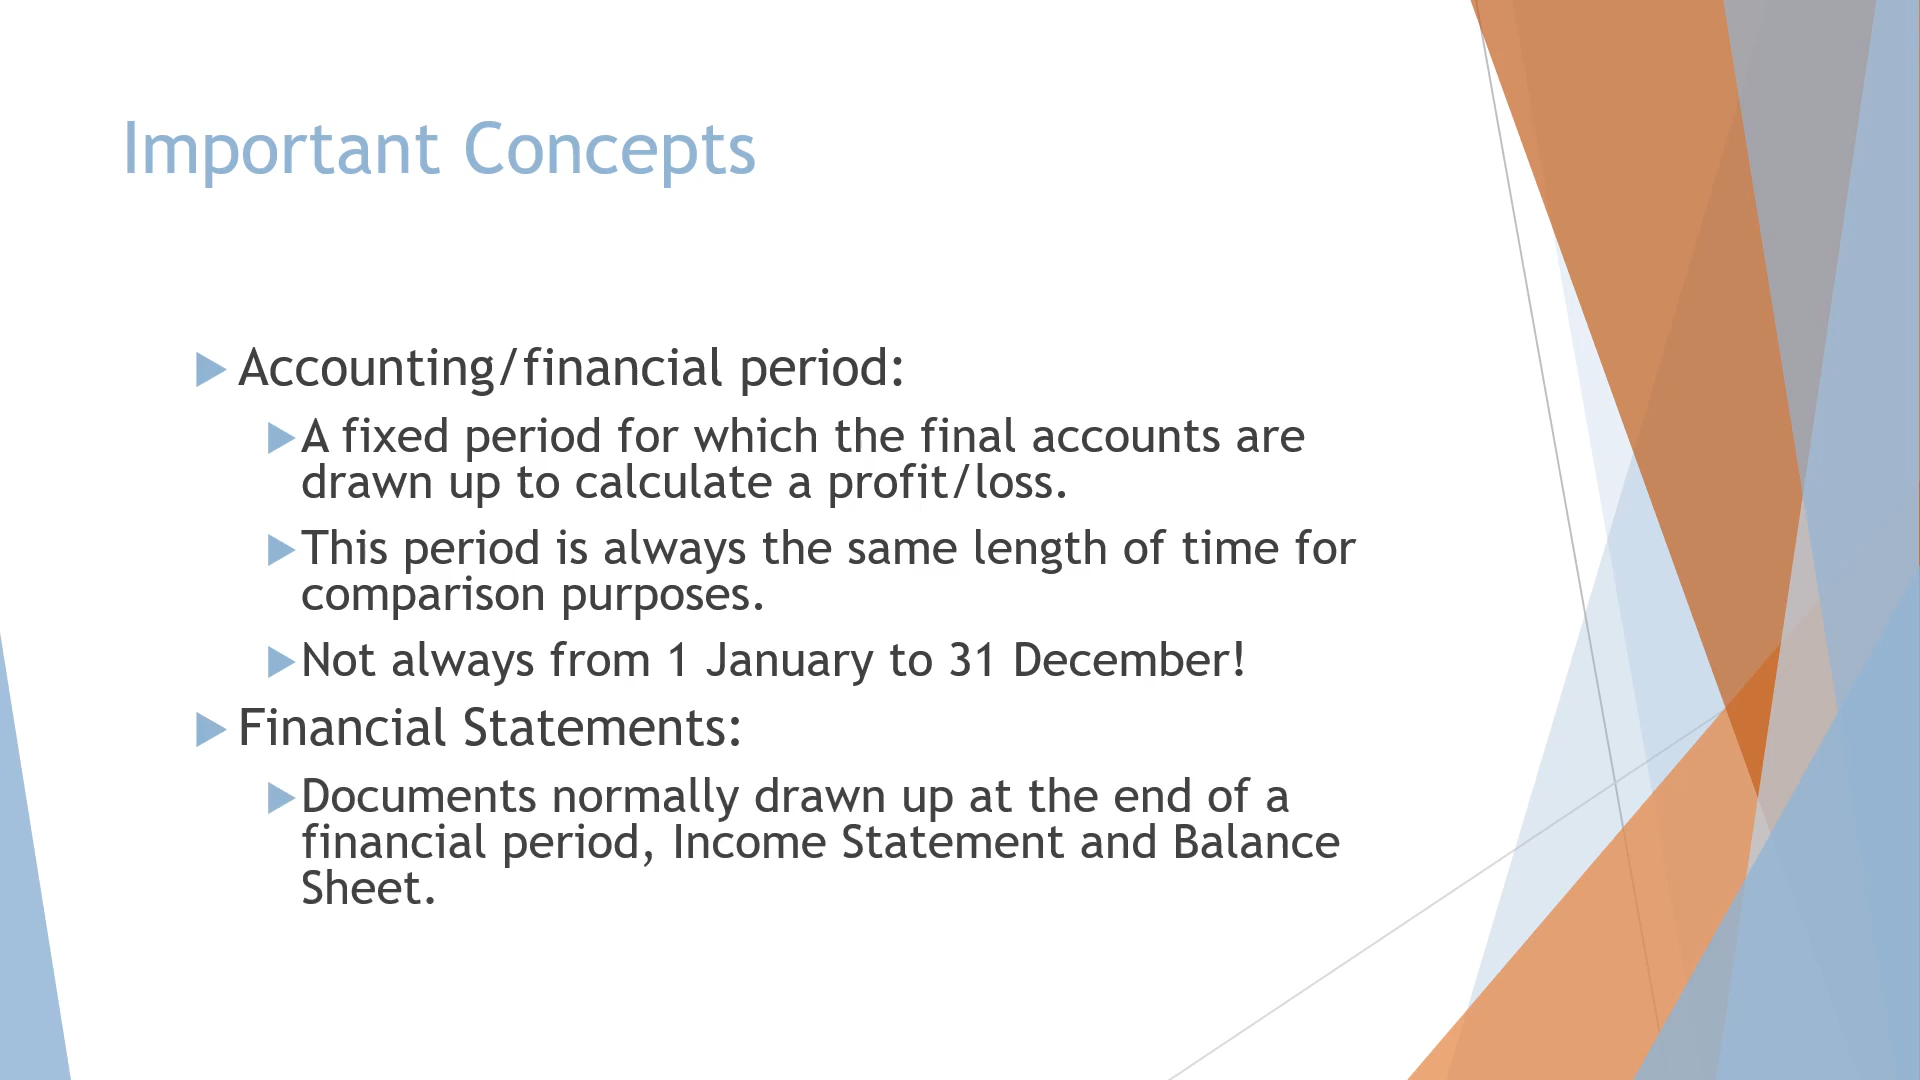 Important Concepts
Accounting/financial period:
A fixed period for which the final accounts are
drawn up to calculate a profit/loss.
This period is always the same length of time for
comparison purposes.
Not always from 1 January to 31 December!
Financial Statements:
Documents normally drawn up at the end of a
financial period, Income Statement and Balance
Sheet.